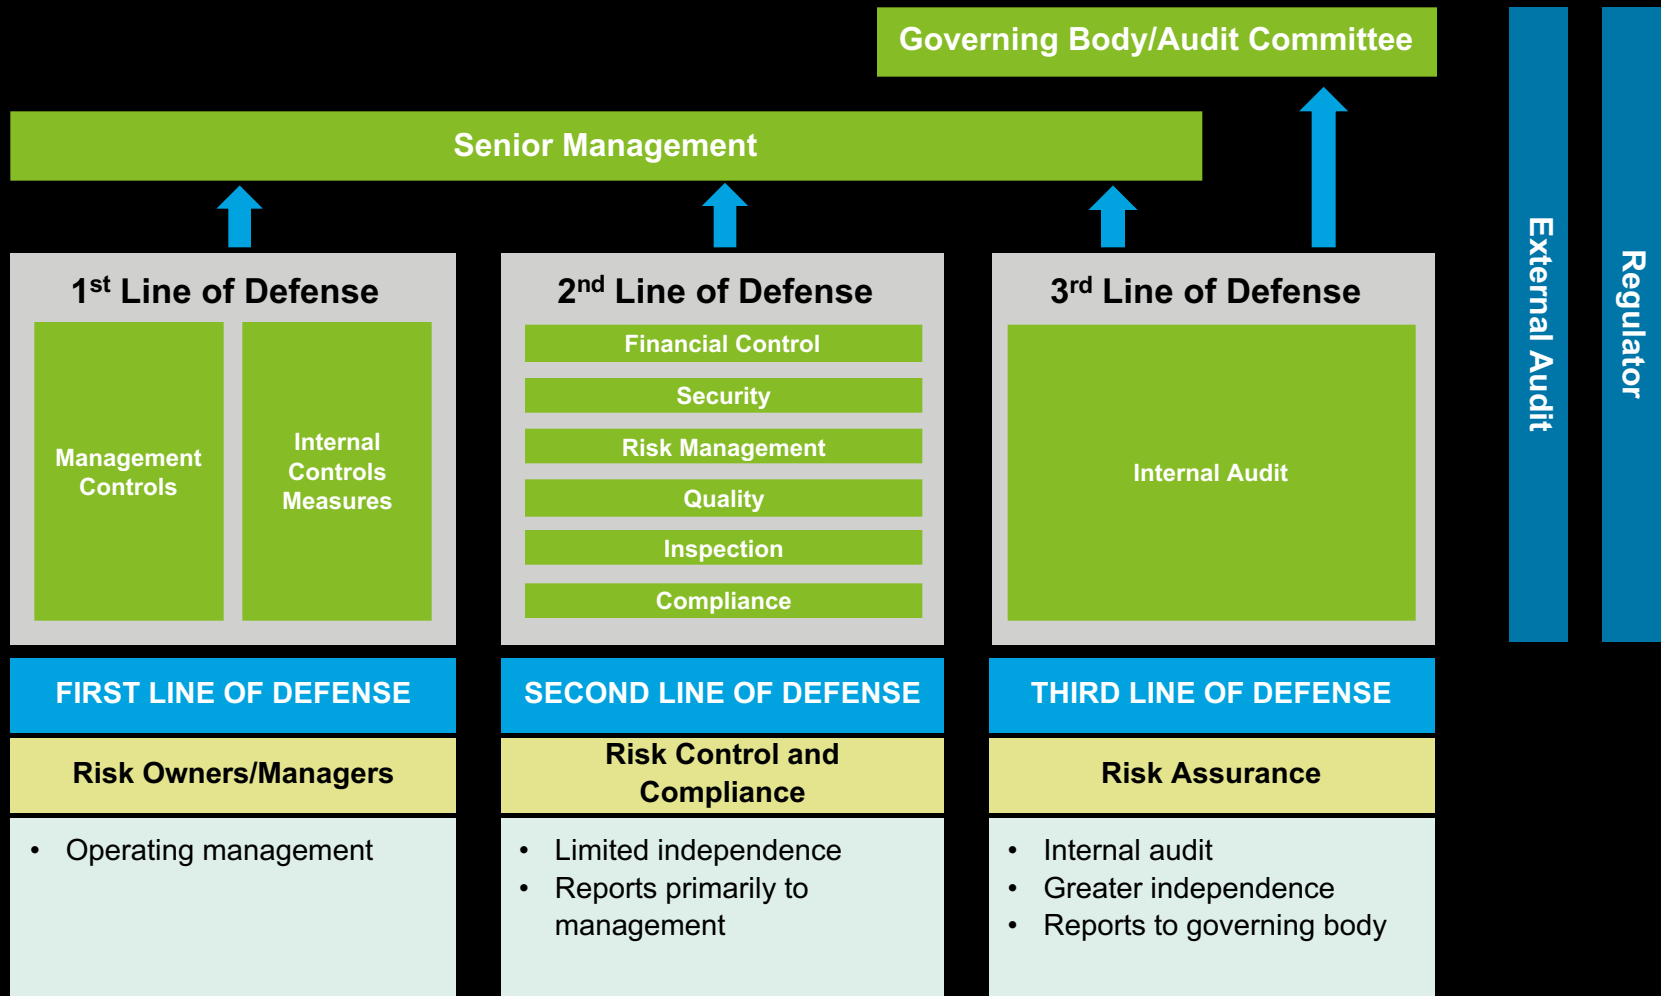 Governing Body/Audit Committee
Senior Management
1st Line of Defense
Management
Controls
Internal
Controls
Measures
2nd Line of Defense
Financial Control
Security
Risk Management
Quality
Inspection
Compliance
3rd Line of Defense
Internal Audit
External Audit
Regulator
FIRST LINE OF DEFENSE
Risk Owners/Managers
• Operating management
SECOND LINE OF DEFENSE
Risk Control and
Compliance
• Limited independence
• Reports primarily to
management
THIRD LINE OF DEFENSE
Risk Assurance
• Internal audit
• Greater independence
• Reports to governing body